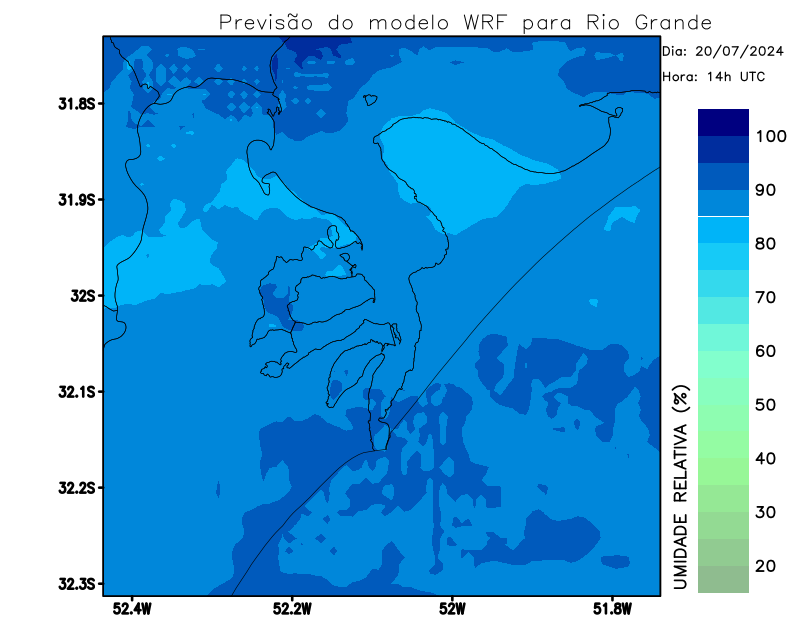 Previsão do modelo WRF para Rio Grande
Dia: 20/07/2024
Hora: 14h UTC
31.8S
31.9S
32S
32.1S
32.2S
32.3S
52.4W
52.2W
52W
51.8W
100
90
80
70
60
50
40
30
20
UMIDADE RELATIVA (%)